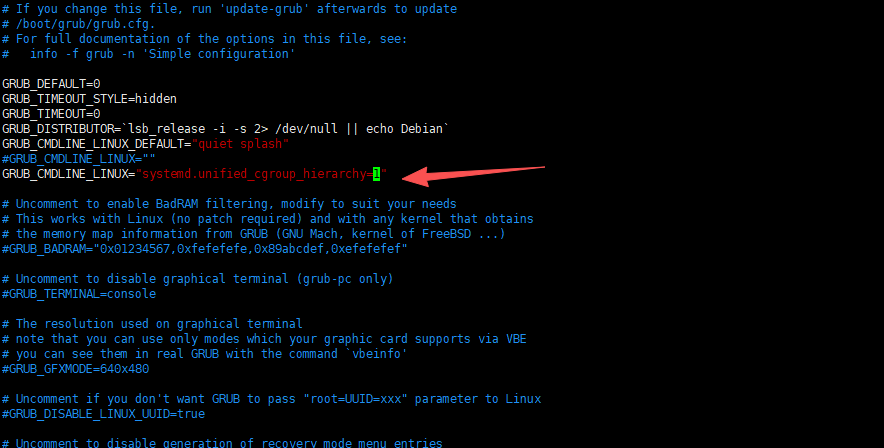 # If you change this file, run 'update-grub' afterwards to update
# /boot/grub/grub.cfg.
# For full documentation of the options in this file, see:
#   info -f grub -n 'Simple configuration'

GRUB_DEFAULT=0
GRUB_TIMEOUT_STYLE=hidden
GRUB_TIMEOUT=0
GRUB_DISTRIBUTOR=`lsb_release -i -s 2> /dev/null || echo Debian`
GRUB_CMDLINE_LINUX_DEFAULT="quiet splash"
#GRUB_CMDLINE_LINUX=""
GRUB_CMDLINE_LINUX="systemd.unified_cgroup_hierarchy=1"

# Uncomment to enable BadRAM filtering, modify to suit your needs
# This works with Linux (no patch required) and with any kernel that obtains
# the memory map information from GRUB (GNU Mach, kernel of FreeBSD ...)
#GRUB_BADRAM="0x01234567,0xfefefefe,0x89abcdef,0xefefefef"

# Uncomment to disable graphical terminal (grub-pc only)
#GRUB_TERMINAL=console

# The resolution used on graphical terminal
# note that you can use only modes which your graphic card supports via VBE
# you can see them in real GRUB with the command `vbeinfo'
#GRUB_GFXMODE=640x480

# Uncomment if you don't want GRUB to pass "root=UUID=xxx" parameter to Linux
#GRUB_DISABLE_LINUX_UUID=true

# Uncomment to disable generation of recovery mode menu entries